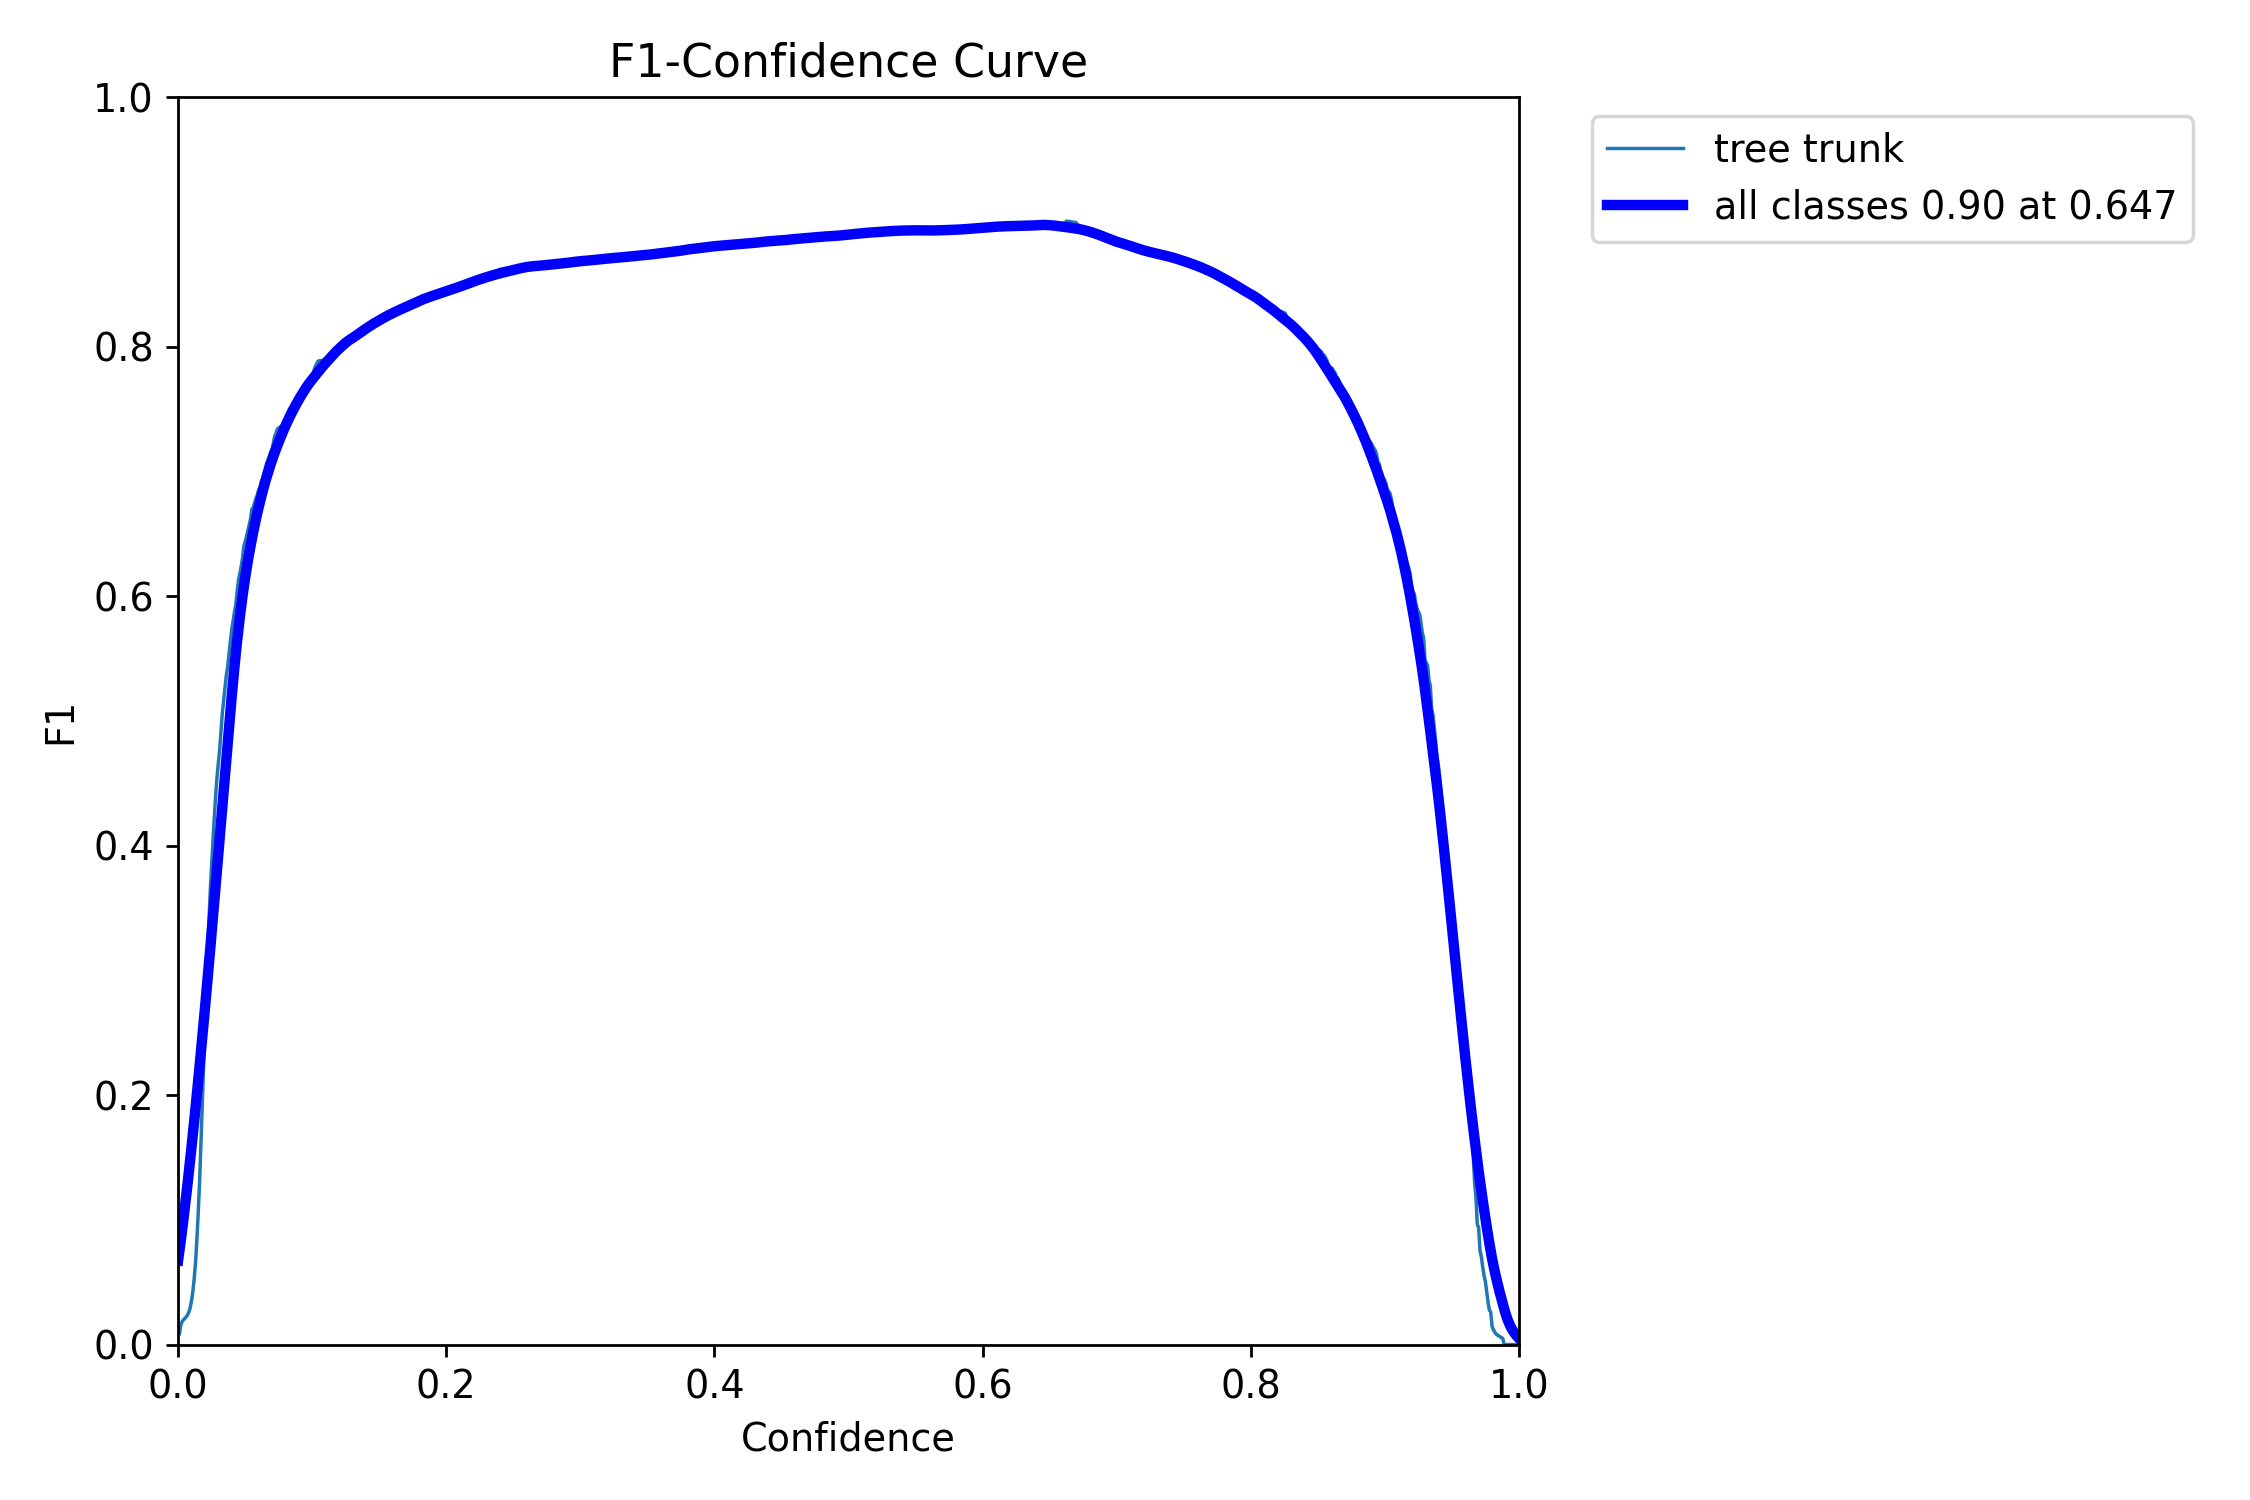 F1-Confidence Curve
1.0
0.8
0.6
0.4
0.2
0.0
F1
0.0 0.2 0.4 0.6 0.8 1.0
Confidence
tree trunk
all classes 0.90 at 0.647